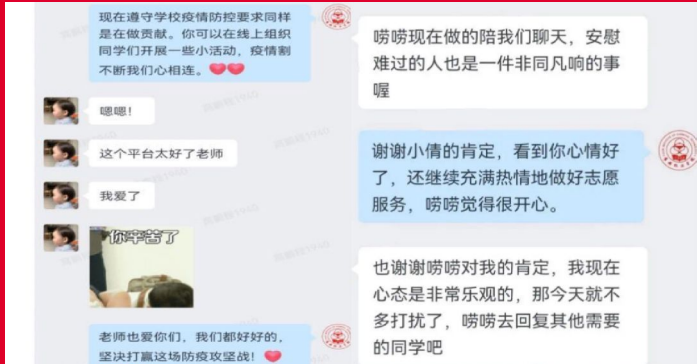 现在遵守学校疫情防控要求同样
是在做贡献。你可以在线上组织
同学们开展一些小活动，疫情割
不断我们心相连。
嗯嗯！
这个平台太好了老师
我爱了
你辛苦了
老师也爱你们，我们都好好的，
坚决打赢这场防疫攻坚战！
唠唠现在做的陪我们聊天，安慰
难过的人也是一件非同凡响的事
喔
谢谢小倩的肯定，看到你心情好
了，还继续充满热情地做好志愿
服务，唠唠觉得很开心。
也谢谢唠唠对我的肯定，我现在
心态是非常乐观的，那今天就不
多打扰了，唠唠去回复其他需要
的同学吧